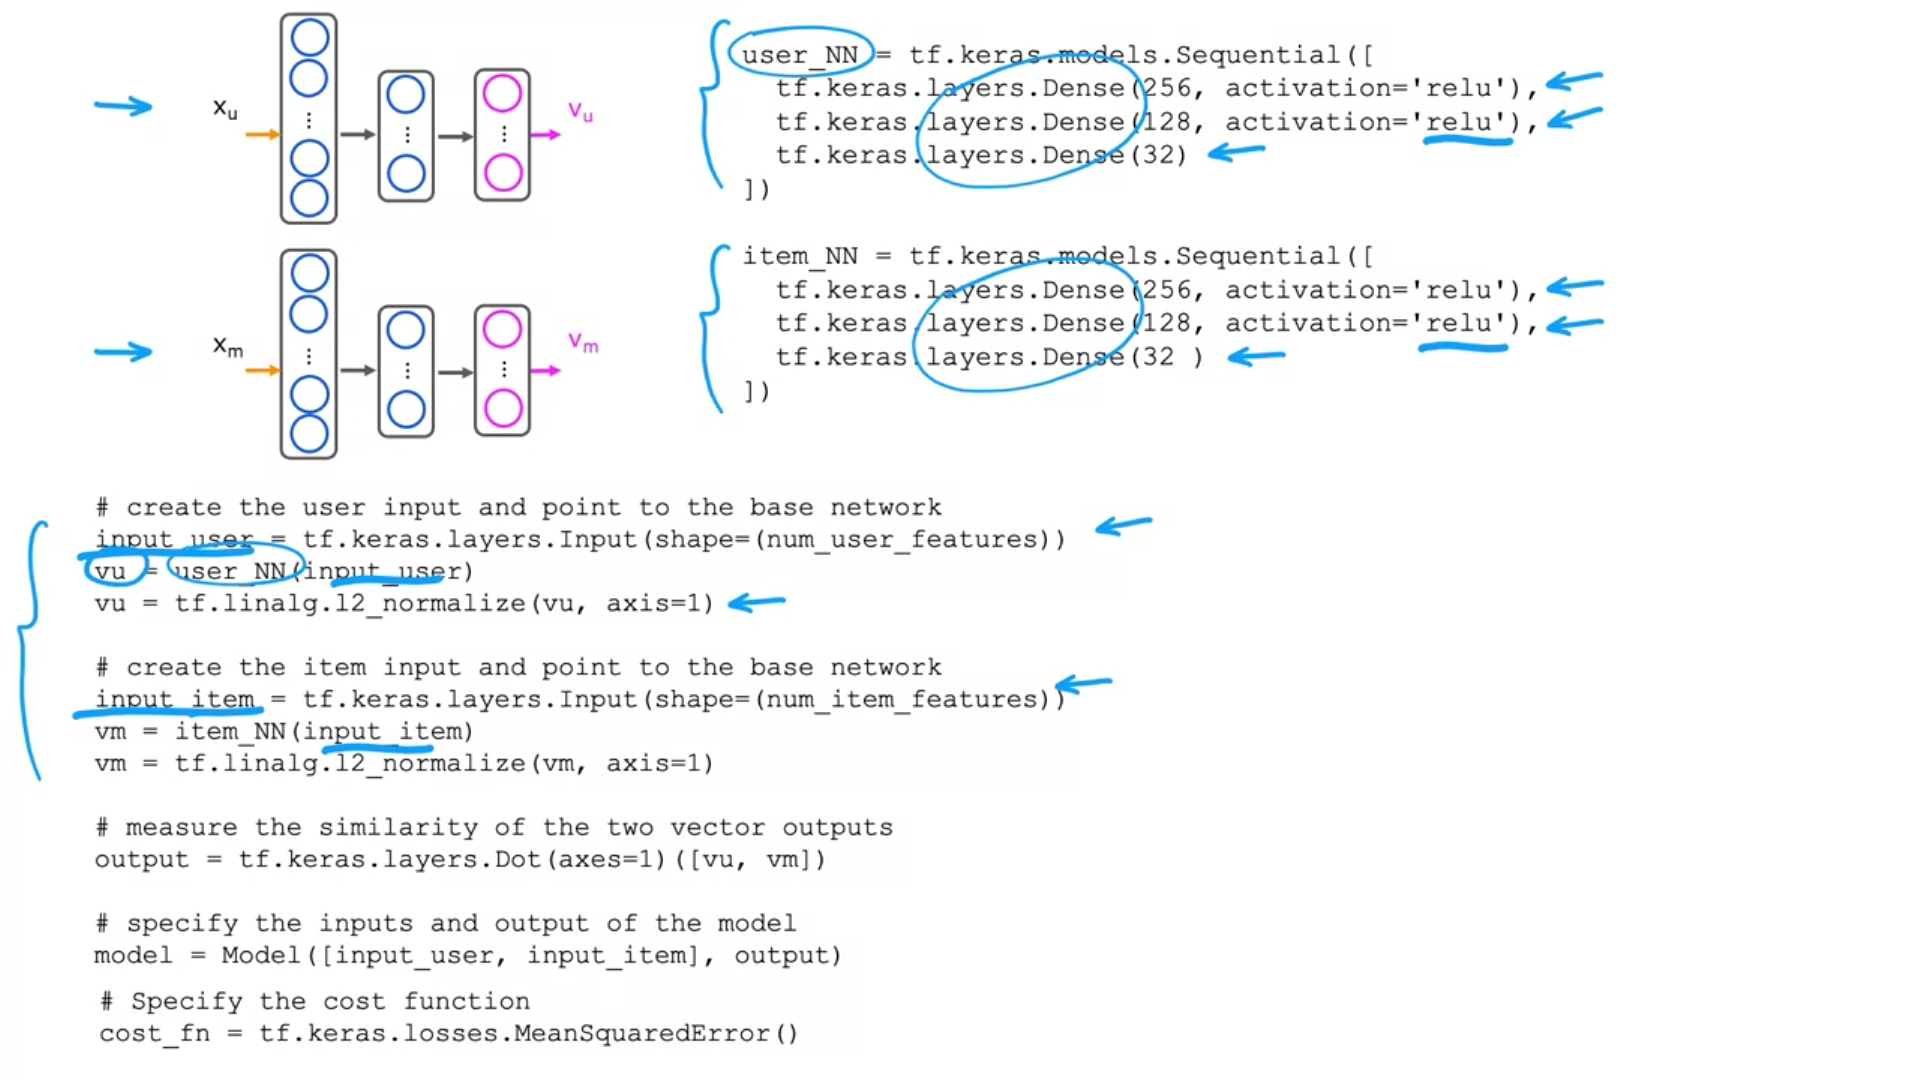 x_u
v_u
user_NN = tf.keras.models.Sequential([
tf.keras.layers.Dense(256, activation='relu'),
tf.keras.layers.Dense(128, activation='relu'),
tf.keras.layers.Dense(32)
])
x_m
v_m
item_NN = tf.keras.models.Sequential([
tf.keras.layers.Dense(256, activation='relu'),
tf.keras.layers.Dense(128, activation='relu'),
tf.keras.layers.Dense(32 )
])
# create the user input and point to the base network
input_user = tf.keras.layers.Input(shape=(num_user_features))
vu = user_NN(input_user)
vu = tf.linalg.l2_normalize(vu, axis=1)
# create the item input and point to the base network
input_item = tf.keras.layers.Input(shape=(num_item_features))
vm = item_NN(input_item)
vm = tf.linalg.l2_normalize(vm, axis=1)
# measure the similarity of the two vector outputs
output = tf.keras.layers.Dot(axes=1)([vu, vm])
# specify the inputs and output of the model
model = Model([input_user, input_item], output)
# Specify the cost function
cost_fn = tf.keras.losses.MeanSquaredError()